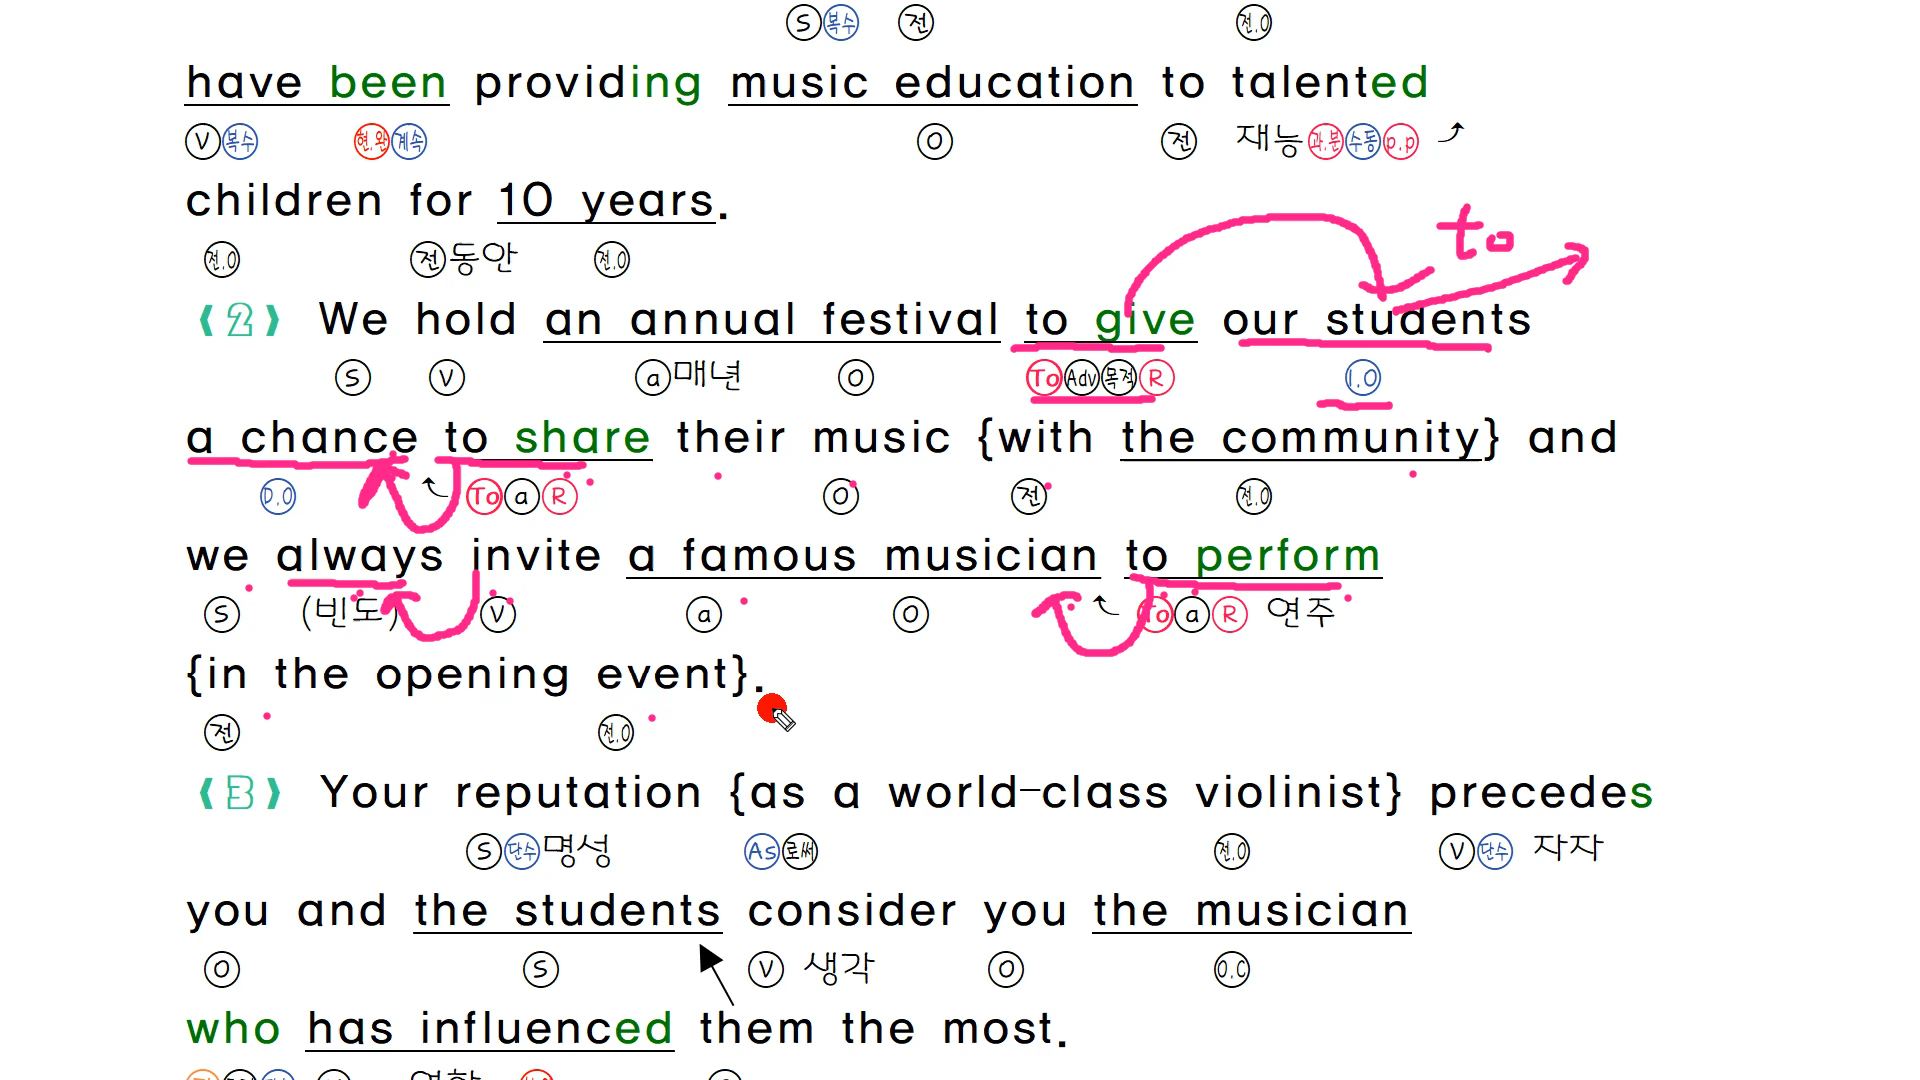 S 복수 전 전.O
have been providing music education to talented
V 복수 현.완 계속 O 전 재능 과.분 수동 p.p
children for 10 years.
전.O 전 동안 전.O
to
2 We hold an annual festival to give our students
S V a 매년 O To Adv 목적 R I.O
a chance to share their music {with the community} and
D.O To a R O 전 전.O
we always invite a famous musician to perform
S (빈도) V a O To a R 연주
{in the opening event}.
전 전.O
3 Your reputation {as a world-class violinist} precedes
S 단수 명성 As 로써 전.O V 단수 자자
you and the students consider you the musician
O S V 생각 O O.C
who has influenced them the most.